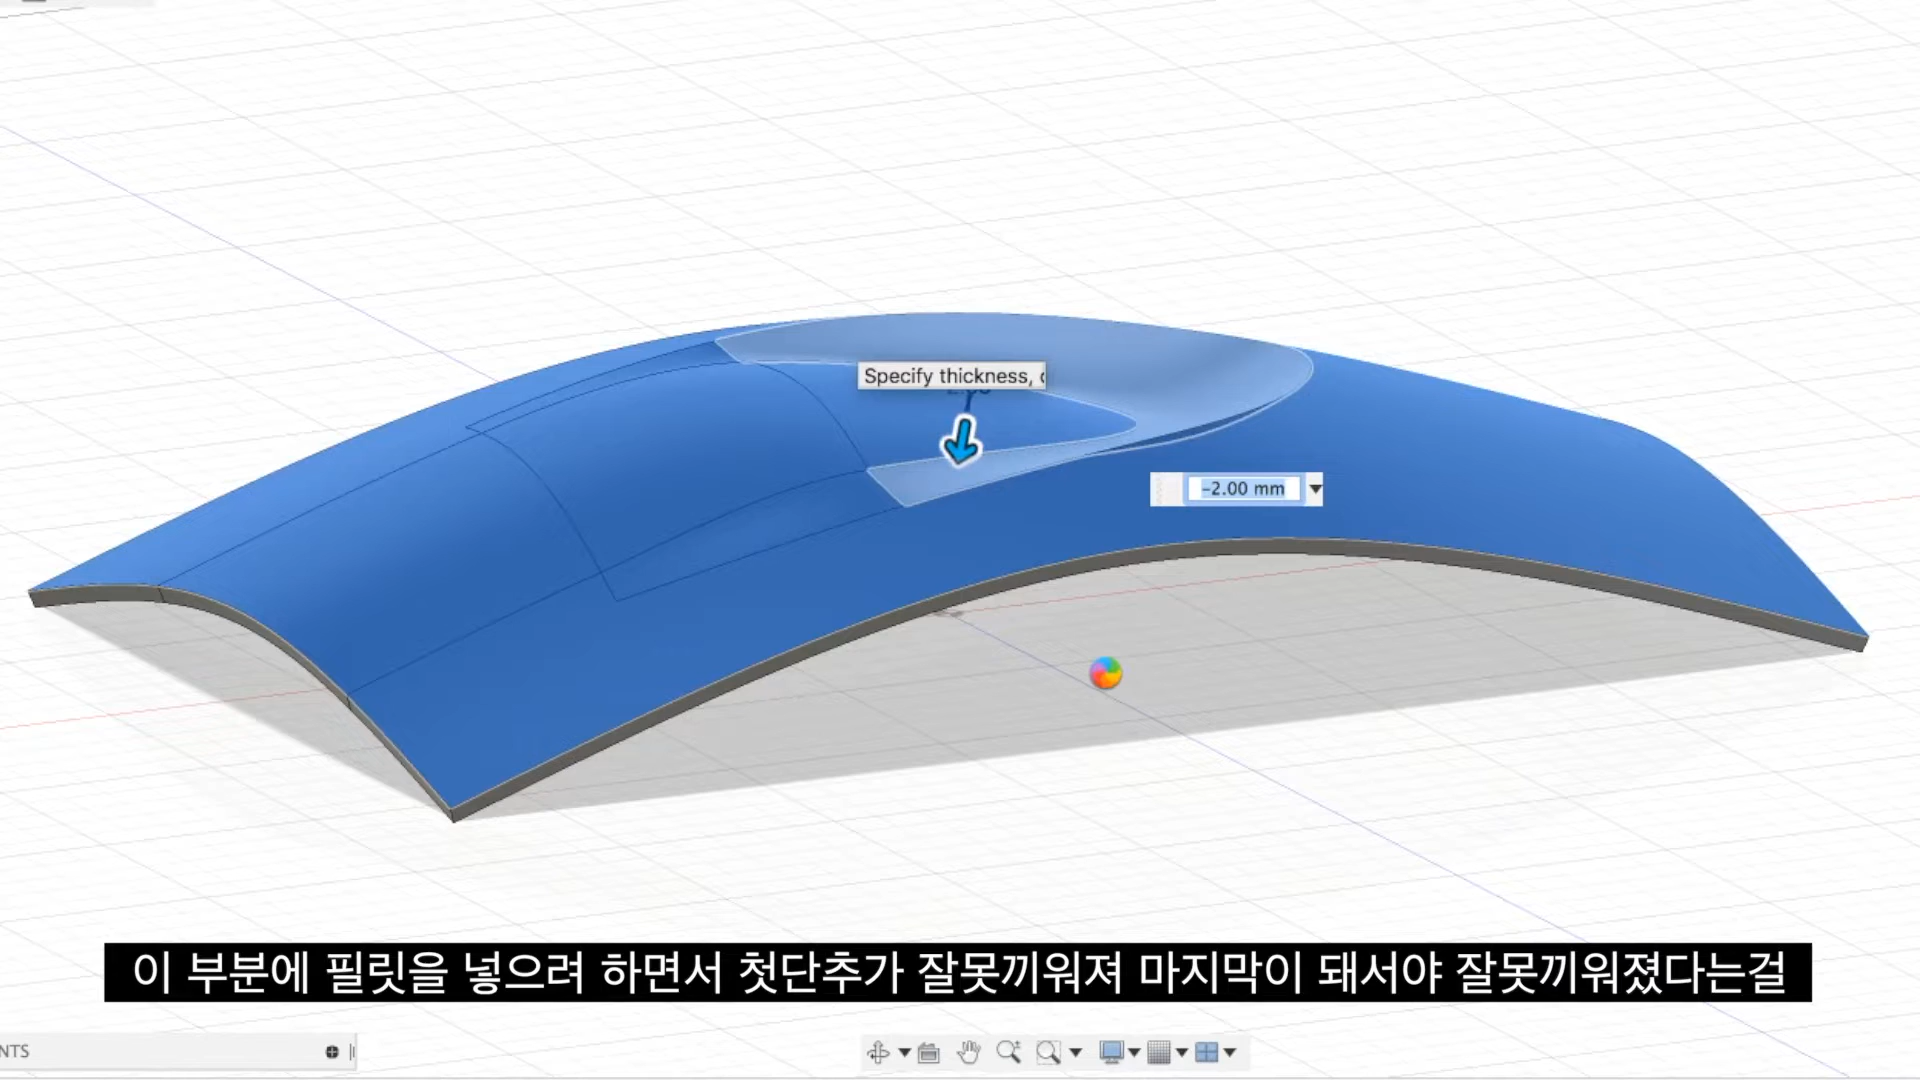 Specify thickness,
-2.00 mm
이 부분에 필릿을 넣으려 하면서 첫단추가 잘못끼워져 마지막이 돼서야 잘못끼워졌다는걸
NTS